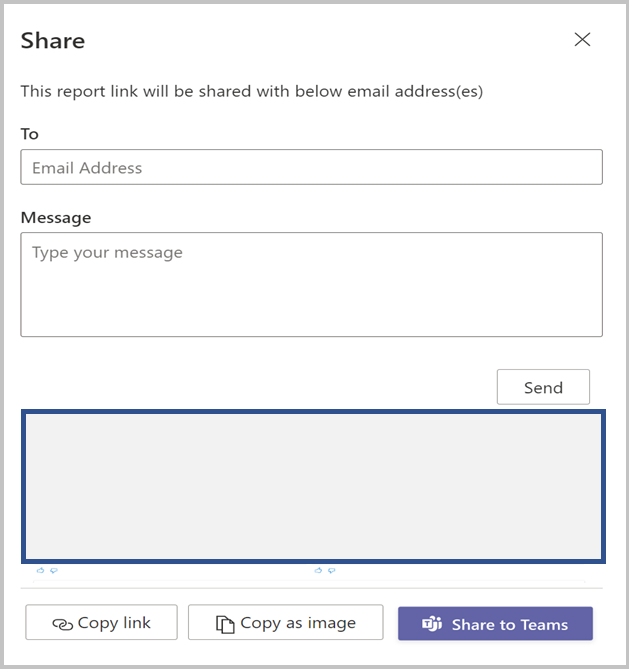 Share
This report link will be shared with below email address(es)
To
Email Address
Message
Type your message
Send
Copy link
Copy as image
Share to Teams